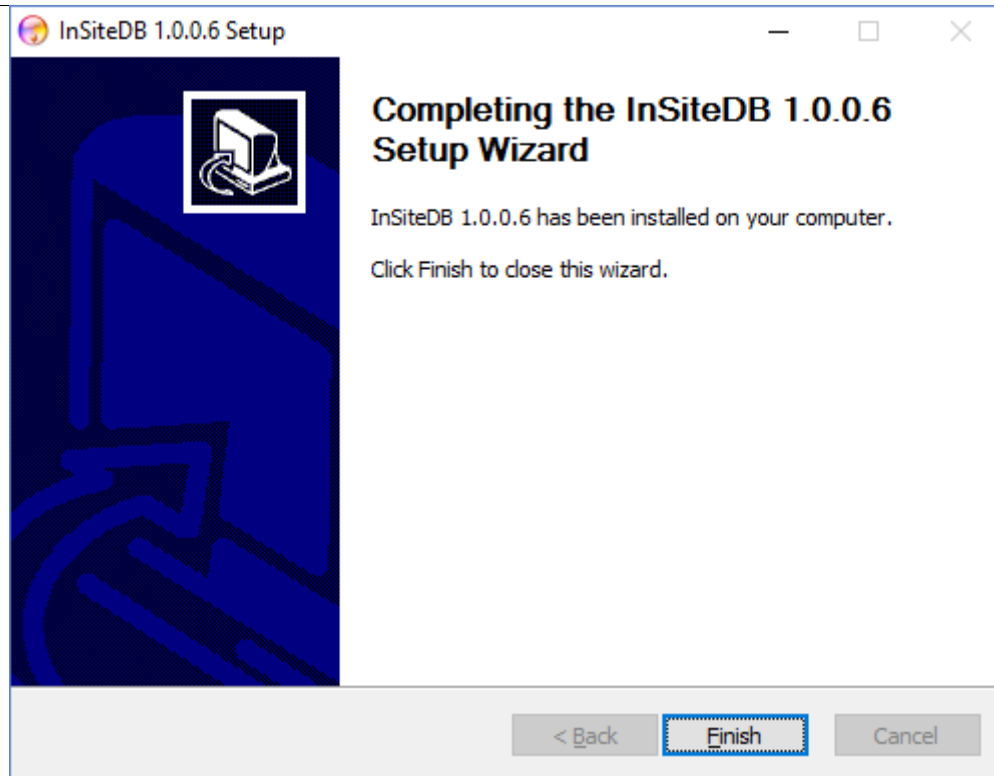 InSiteDB 1.0.0.6 Setup
Completing the InSiteDB 1.0.0.6
Setup Wizard
InSiteDB 1.0.0.6 has been installed on your computer.
Click Finish to close this wizard.
< Back
Finish
Cancel